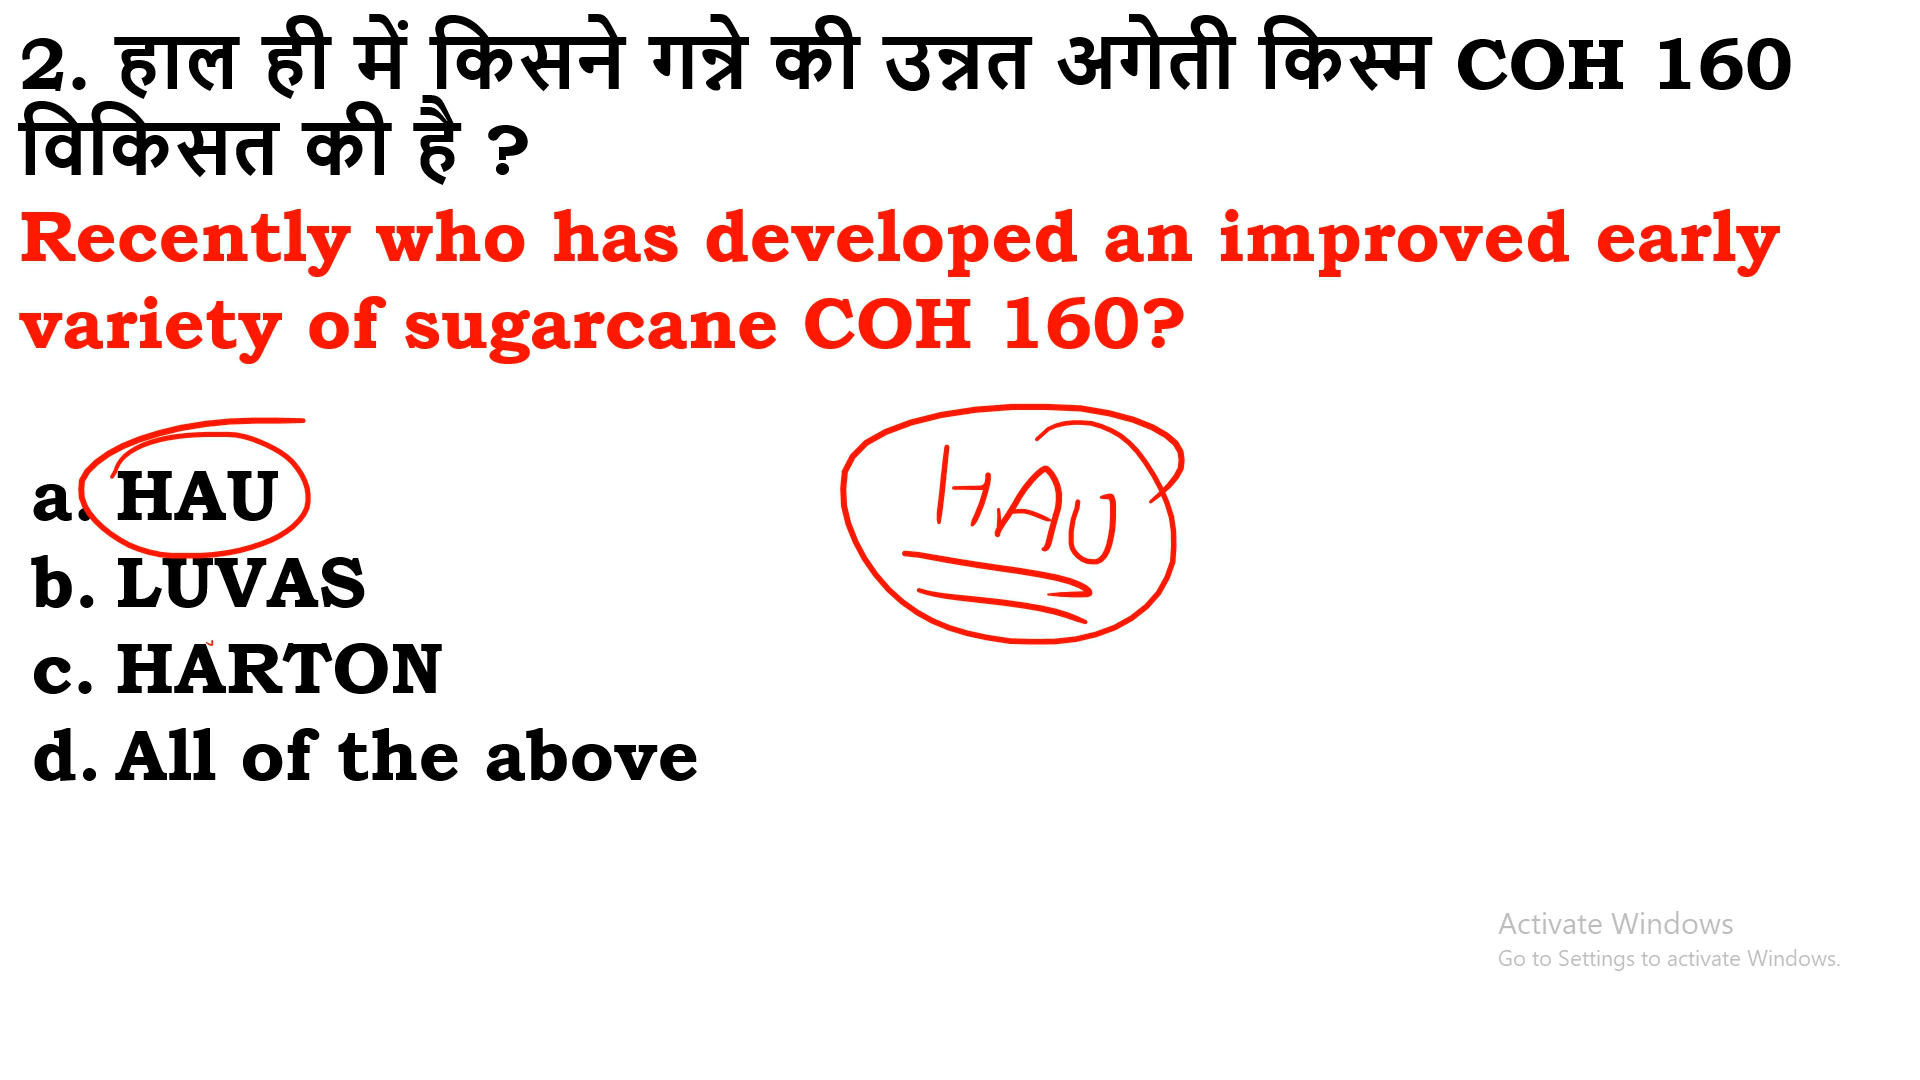 2. हाल ही में किसने गन्ने की उन्नत अगेती किस्म COH 160
विकिसत की है ?
Recently who has developed an improved early
variety of sugarcane COH 160?
a. HAU
HAU
b. LUVAS
c. HARTON
d. All of the above
Activate Windows
Go to Settings to activate Windows.